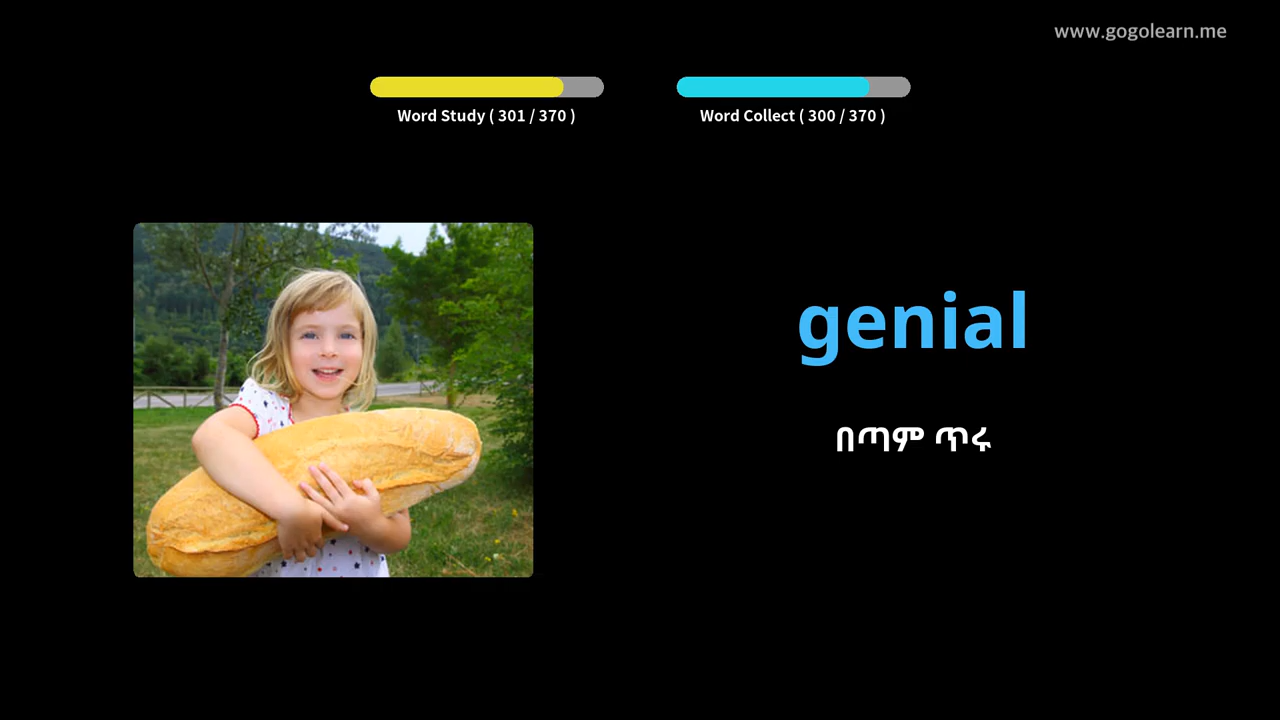 www.gogolearn.me
Word Study ( 301 / 370 )
Word Collect ( 300 / 370 )
genial
በጣም ጥሩ